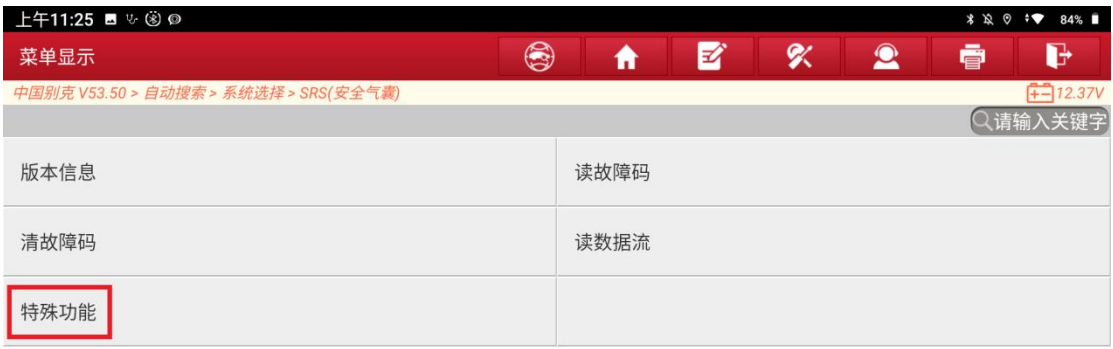 上午11:25 84%
菜单显示
中国别克 V53.50 > 自动搜索 > 系统选择 > SRS(安全气囊) 12.37V
请输入关键字
版本信息 读故障码
清故障码 读数据流
特殊功能